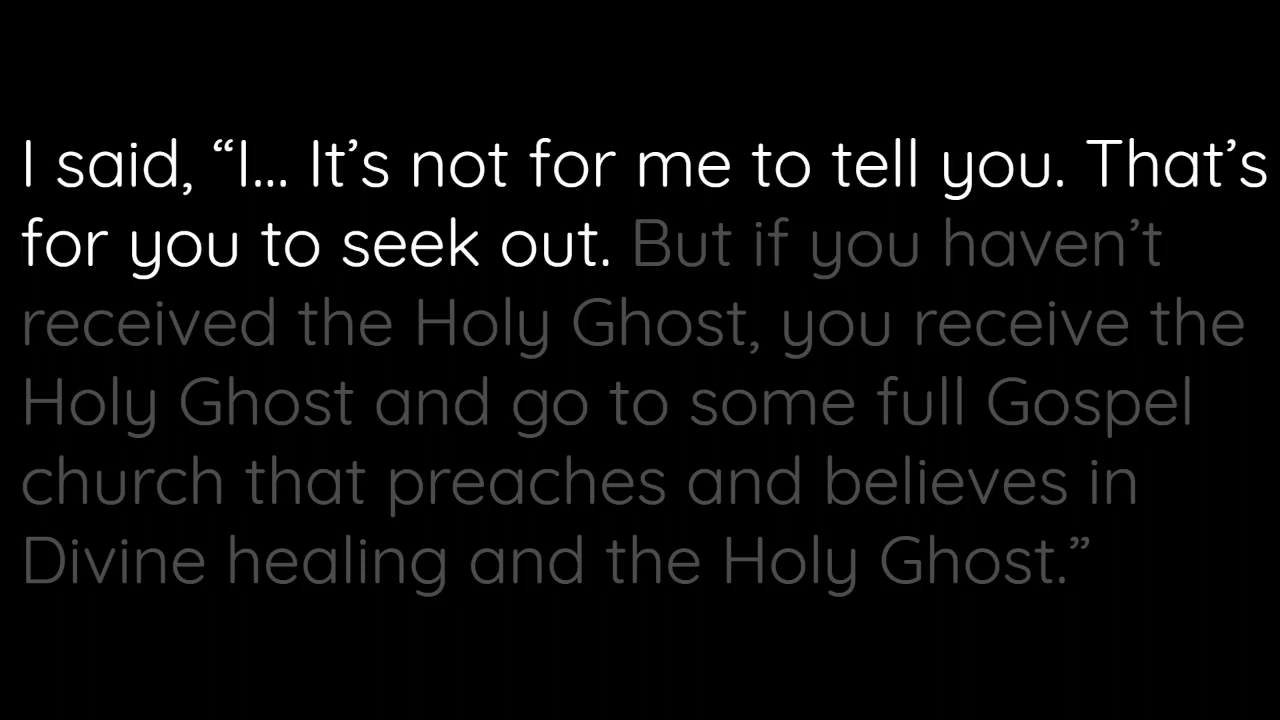 I said, “I... It’s not for me to tell you. That’s
for you to seek out. But if you haven’t
received the Holy Ghost, you receive the
Holy Ghost and go to some full Gospel
church that preaches and believes in
Divine healing and the Holy Ghost.”